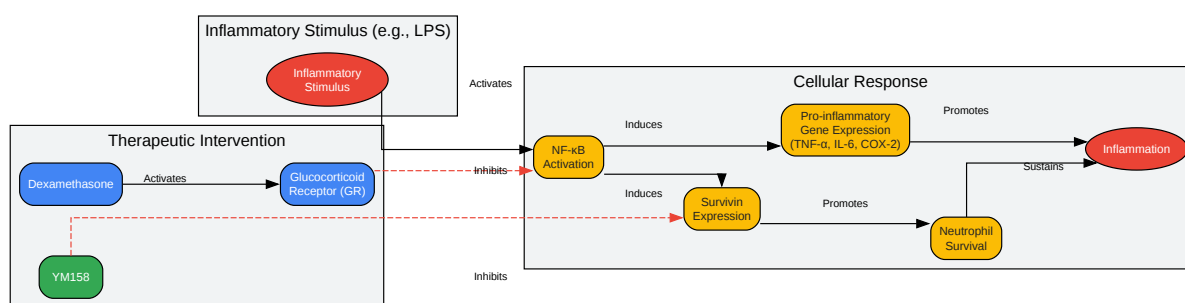 Inflammatory Stimulus (e.g., LPS)
Inflammatory
Stimulus
Activates
Cellular Response
Therapeutic Intervention
Dexamethasone
Activates
Glucocorticoid
Receptor (GR)
Inhibits
NF-κB
Activation
Induces
Pro-inflammatory
Gene Expression
(TNF-α, IL-6, COX-2)
Promotes
Inflammation
Sustains
Induces
Survivin
Expression
Promotes
Neutrophil
Survival
YM158
Inhibits